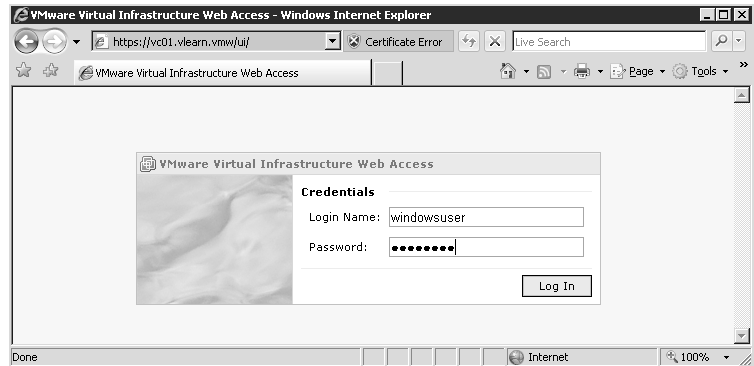 VMware Virtual Infrastructure Web Access - Windows Internet Explorer
https://vc01.vlearn.vmw/ui/ Certificate Error Live Search
VMware Virtual Infrastructure Web Access Page Tools »
VMware Virtual Infrastructure Web Access
Credentials
Login Name: windowsuser
Password: ●●●●●●●●
Log In
Done Internet 100%